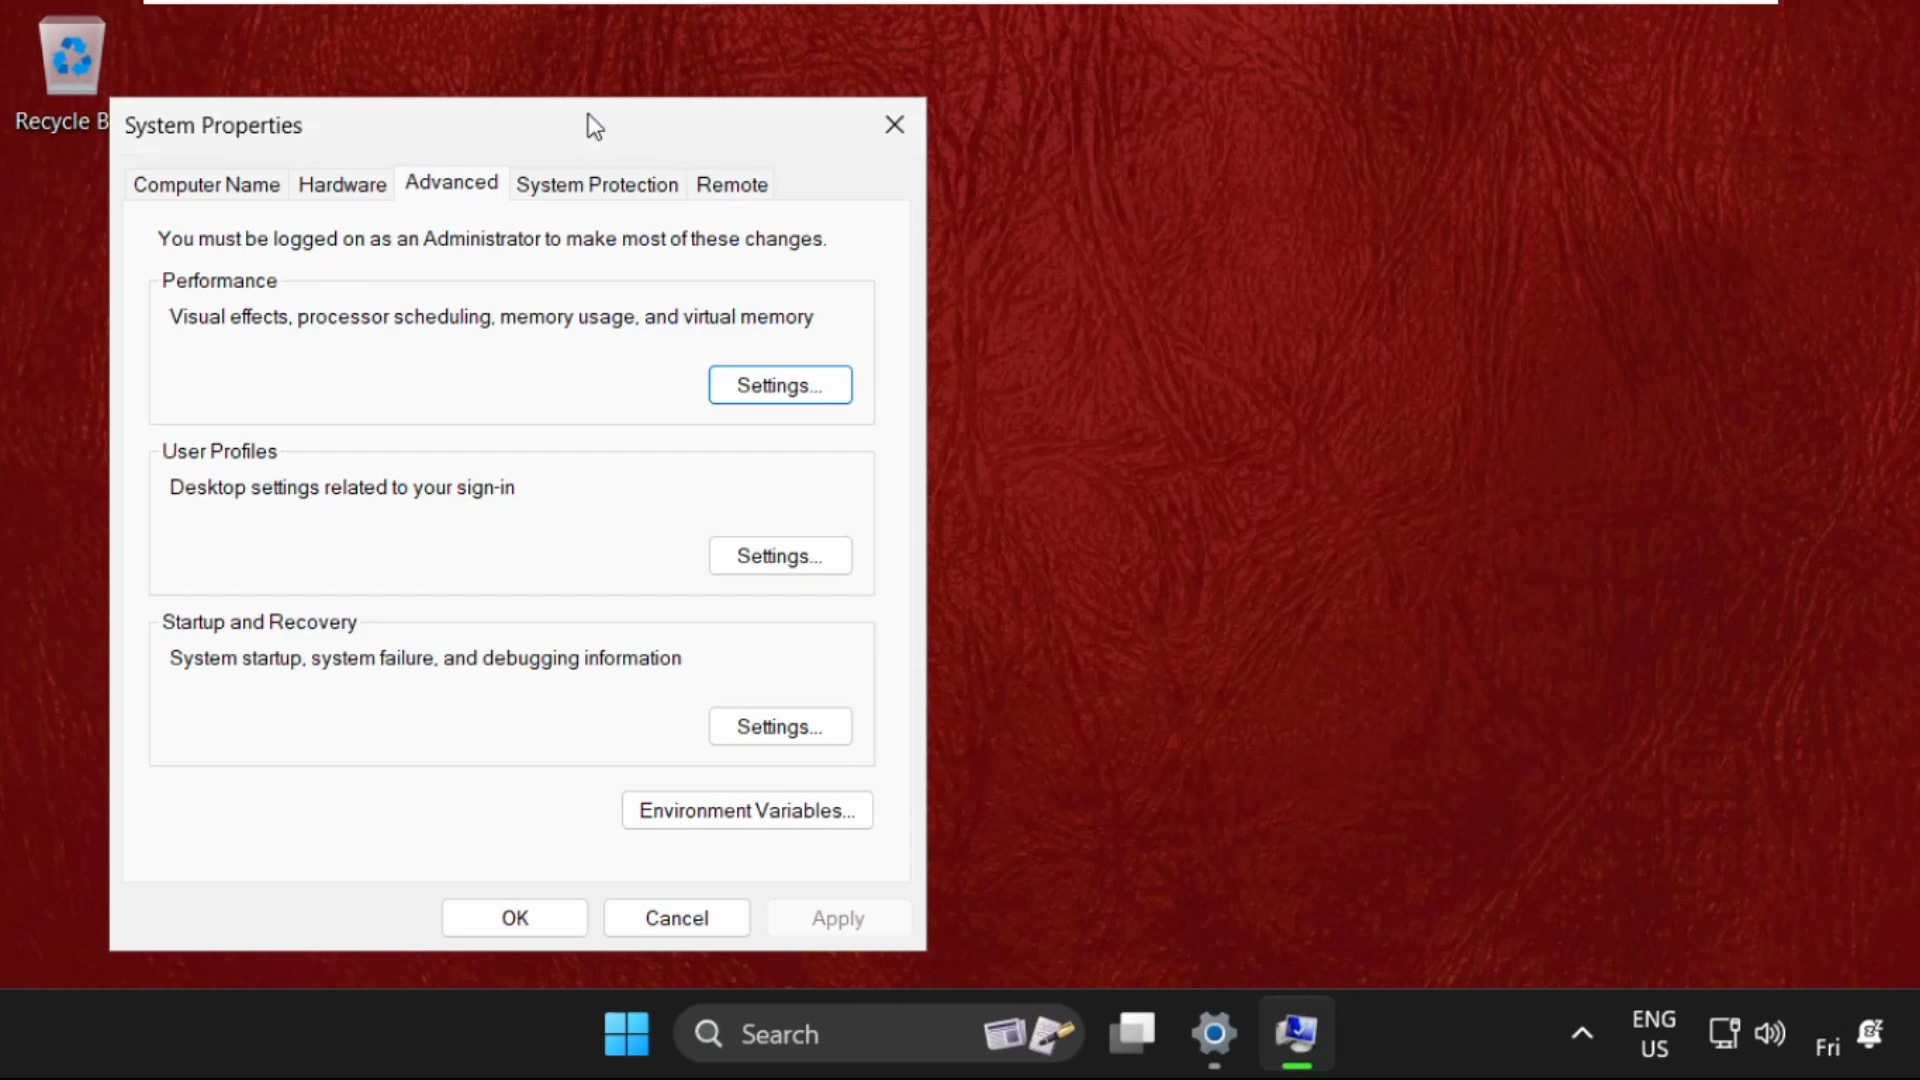 Recycle B
System Properties
Computer Name
Hardware
Advanced
System Protection
Remote
You must be logged on as an Administrator to make most of these changes.
Performance
Visual effects, processor scheduling, memory usage, and virtual memory
Settings...
User Profiles
Desktop settings related to your sign-in
Settings...
Startup and Recovery
System startup, system failure, and debugging information
Settings...
Environment Variables...
OK
Cancel
Apply
Search
ENG
US
Fri